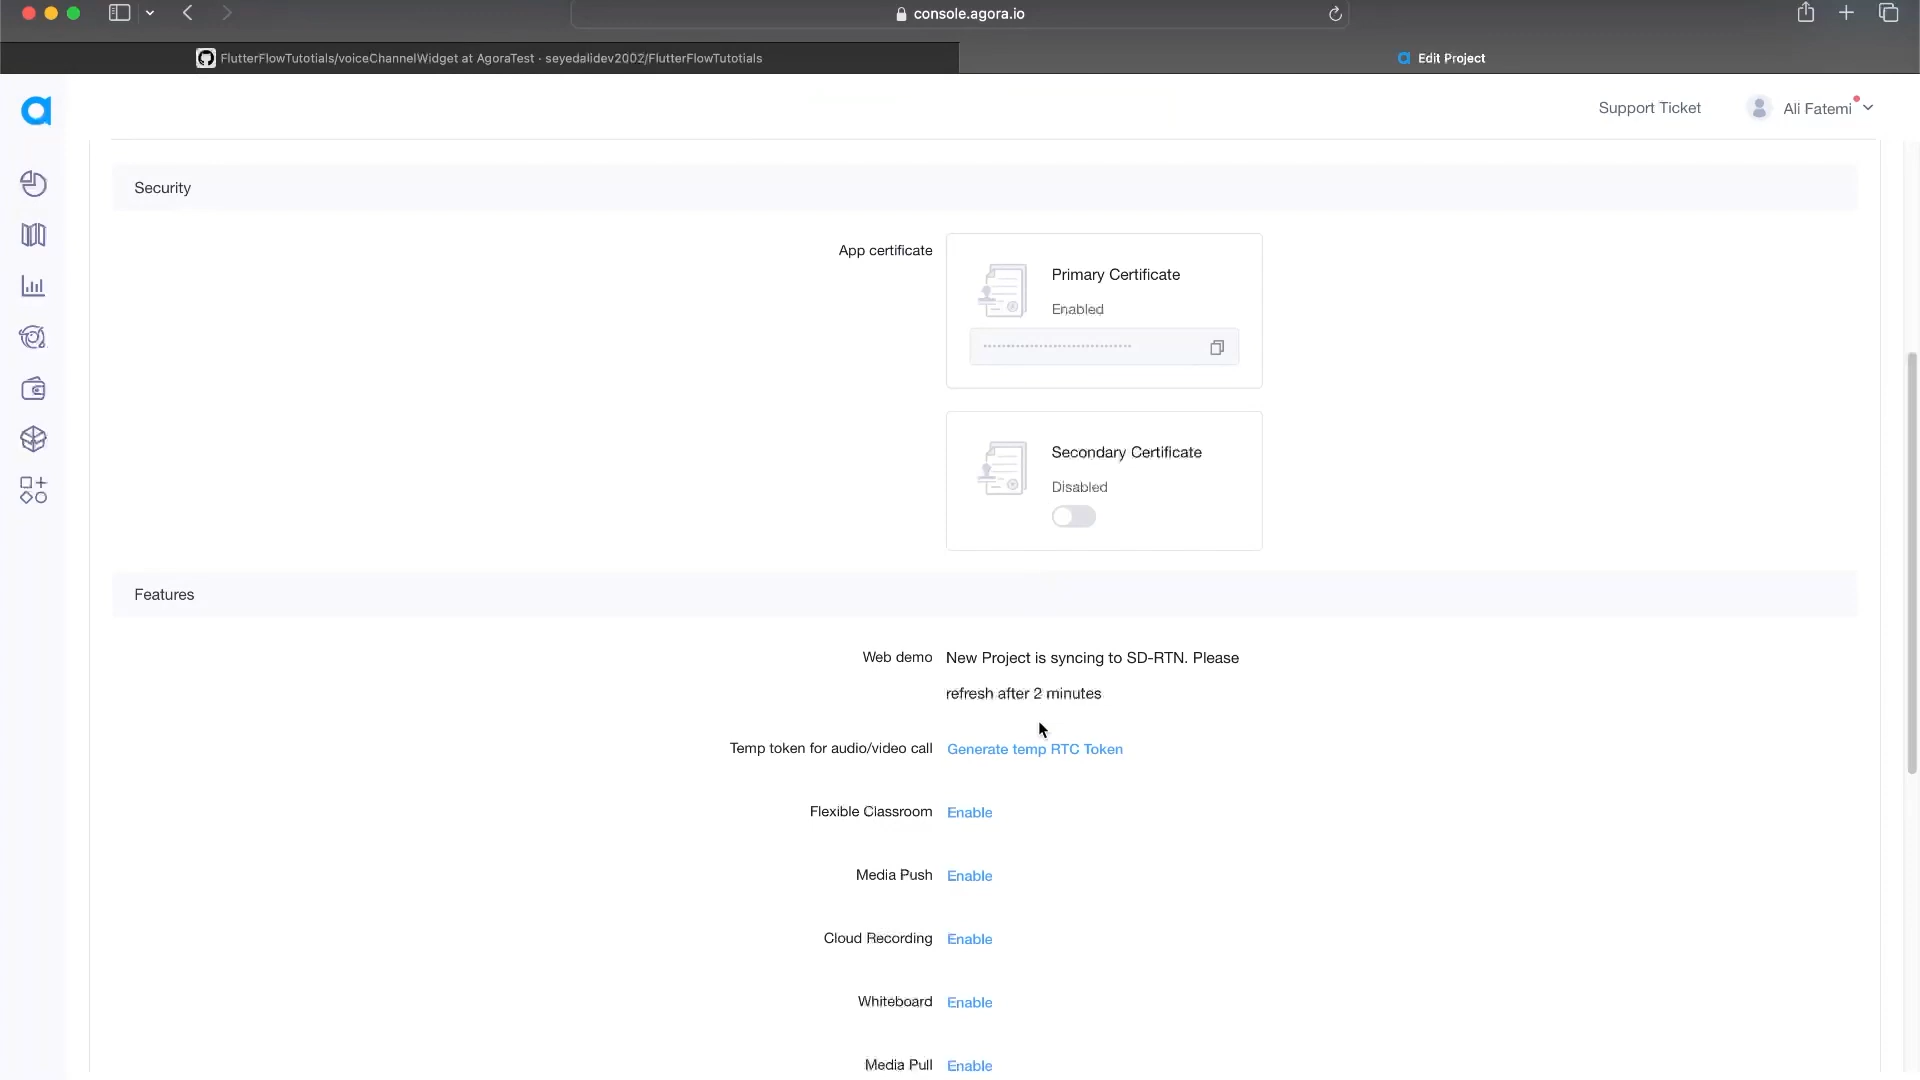 console.agora.io
FlutterFlowTutotials/voiceChannelWidget at AgoraTest · seyedalidev2002/FlutterFlowTutotials
Edit Project
Support Ticket
Ali Fatemi
Security
App certificate
Primary Certificate
Enabled
Secondary Certificate
Disabled
Features
Web demo
New Project is syncing to SD-RTN. Please
refresh after 2 minutes
Temp token for audio/video call
Generate temp RTC Token
Flexible Classroom
Enable
Media Push
Enable
Cloud Recording
Enable
Whiteboard
Enable
Media Pull
Enable